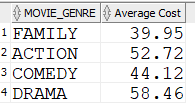 MOVIE_GENRE Average Cost
1 FAMILY 39.95
2 ACTION 52.72
3 COMEDY 44.12
4 DRAMA 58.46